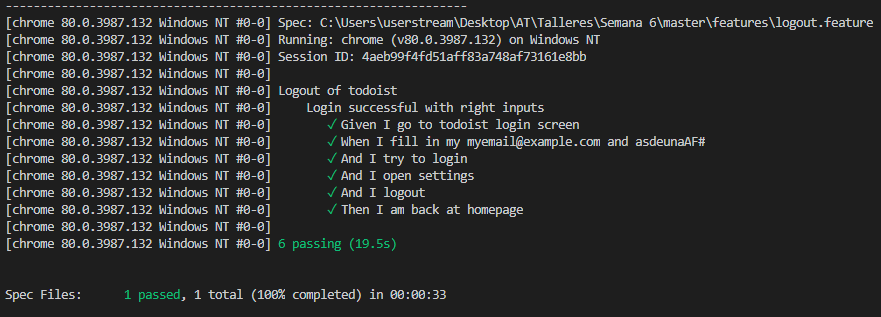 ------------------------------------------------------------------
[chrome 80.0.3987.132 Windows NT #0-0] Spec: C:\Users\userstream\Desktop\AT\Talleres\Semana 6\master\features\logout.feature
[chrome 80.0.3987.132 Windows NT #0-0] Running: chrome (v80.0.3987.132) on Windows NT
[chrome 80.0.3987.132 Windows NT #0-0] Session ID: 4aeb99f4fd51aff83a748af73161e8bb
[chrome 80.0.3987.132 Windows NT #0-0]
[chrome 80.0.3987.132 Windows NT #0-0] Logout of todoist
[chrome 80.0.3987.132 Windows NT #0-0]     Login successful with right inputs
[chrome 80.0.3987.132 Windows NT #0-0]        ✓ Given I go to todoist login screen
[chrome 80.0.3987.132 Windows NT #0-0]        ✓ When I fill in my myemail@example.com and asdeunaAF#
[chrome 80.0.3987.132 Windows NT #0-0]        ✓ And I try to login
[chrome 80.0.3987.132 Windows NT #0-0]        ✓ And I open settings
[chrome 80.0.3987.132 Windows NT #0-0]        ✓ And I logout
[chrome 80.0.3987.132 Windows NT #0-0]        ✓ Then I am back at homepage
[chrome 80.0.3987.132 Windows NT #0-0]
[chrome 80.0.3987.132 Windows NT #0-0] 6 passing (19.5s)
Spec Files:      1 passed, 1 total (100% completed) in 00:00:33